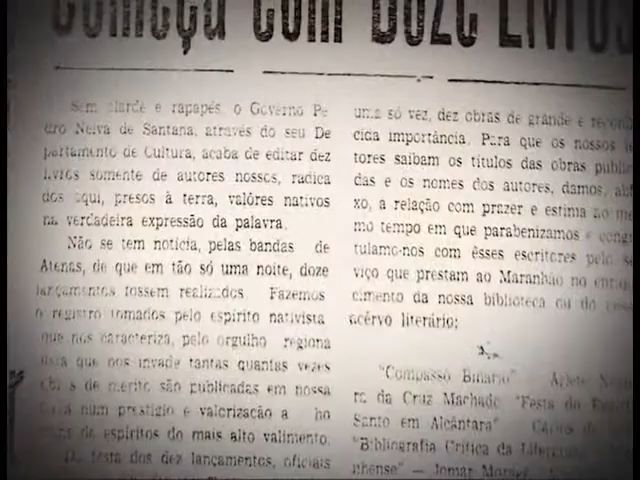 Começa com Doze Livros
Sem alarde e rapapés o Governo Pe
dro Neiva de Santana, através do seu De
partamento de Cultura, acaba de editar dez
livros somente de autores nossos, radica
dos aqui, presos à terra, valôres nativos
na verdadeira expressão da palavra.
Não se tem notícia, pelas bandas de
Atenas, de que em tão só uma noite, doze
lançamentos fossem realizados Fazemos
o registro tomados pelo espírito nativista
que nos caracteriza, pelo orgulho regiona
que nos invade tantas quantas vezes
de mérito são publicadas em nossa
num prestígio e valorização a ho
de espíritos do mais alto valimento.
Da festa dos dez lançamentos, oficiais
uma só vez, dez obras de grande e
cida importância. Para que os nossos
tores saibam os títulos das obras publi
das e os nomes dos autores, damos,
xo, a relação com prazer e estima ao
mo tempo em que parabenizamos e
tulamo-nos com êsses escritores pelo
viço que prestam ao Maranhão no
cimento da nossa biblioteca ou do
acérvo literário:
"Compasso Binário"
ra da Cruz Machado "Festa do
Santo em Alcântara"
"Bibliografia Crítica da
nhense" — Jomar